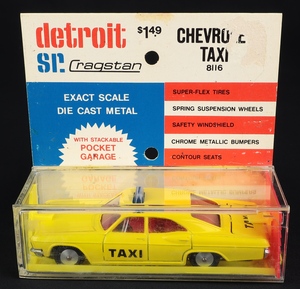 detroit
$1.49
CHEVROLE
TAXI
8116
sr. Cragstan
EXACT SCALE
DIE CAST METAL
WITH STACKABLE
POCKET
GARAGE
SUPER-FLEX TIRES
SPRING SUSPENSION WHEELS
SAFETY WINDSHIELD
CHROME METALLIC BUMPERS
CONTOUR SEATS
TAXI
TAXI